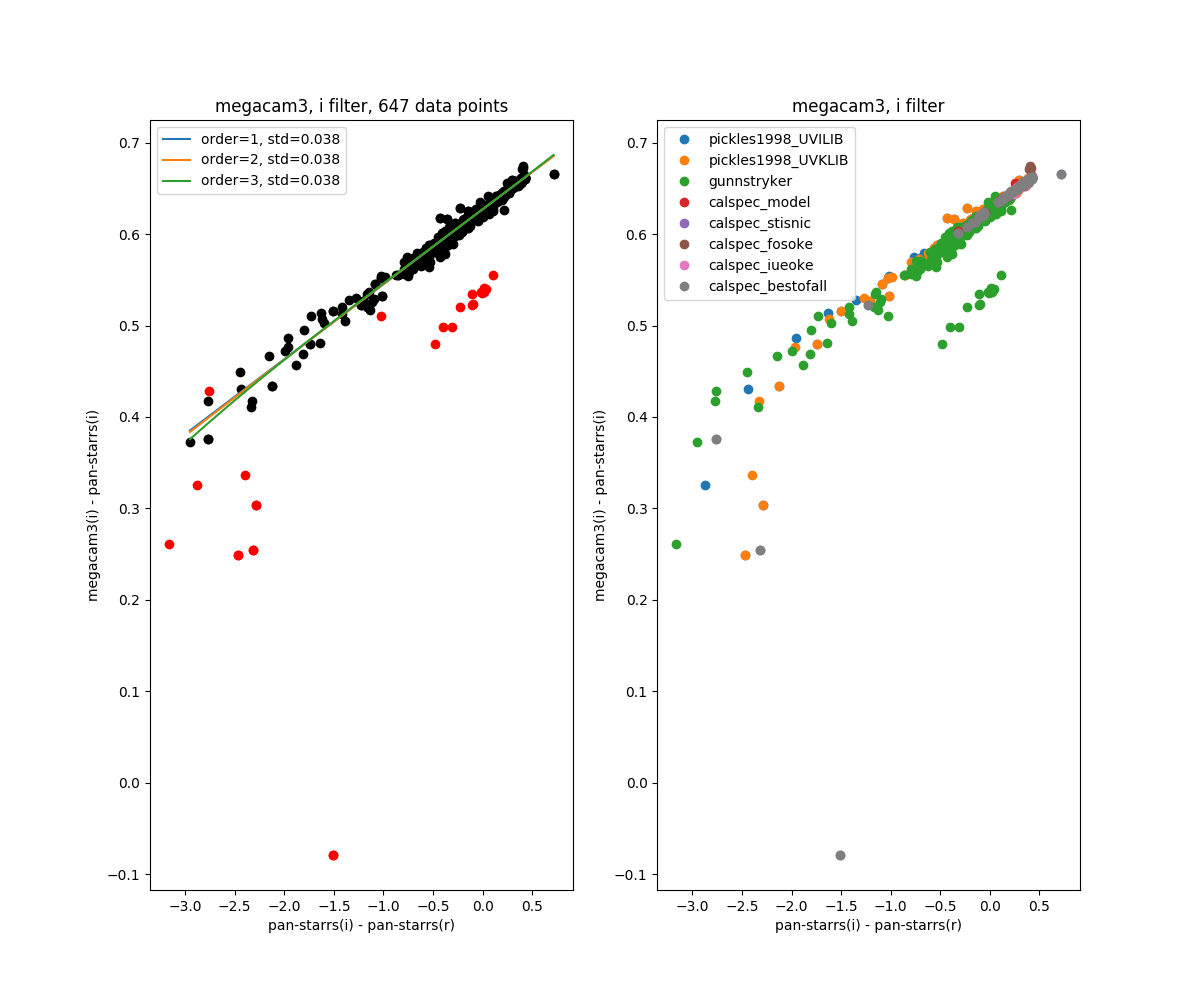 megacam3, i filter, 647 data points
order=1, std=0.038
order=2, std=0.038
order=3, std=0.038
0.7
0.6
0.5
0.4
0.3
0.2
0.1
0.0
−0.1
megacam3(i) - pan-starrs(i)
−3.0 −2.5 −2.0 −1.5 −1.0 −0.5 0.0 0.5
pan-starrs(i) - pan-starrs(r)
megacam3, i filter
pickles1998_UVILIB
pickles1998_UVKLIB
gunnstryker
calspec_model
calspec_stisnic
calspec_fosoke
calspec_iueoke
calspec_bestofall
0.7
0.6
0.5
0.4
0.3
0.2
0.1
0.0
−0.1
megacam3(i) - pan-starrs(i)
−3.0 −2.5 −2.0 −1.5 −1.0 −0.5 0.0 0.5
pan-starrs(i) - pan-starrs(r)